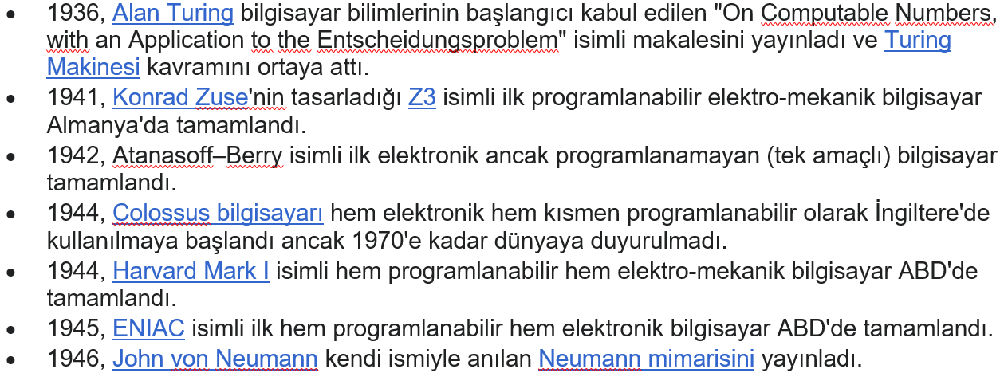 • 1936, Alan Turing bilgisayar bilimlerinin başlangıcı kabul edilen "On Computable Numbers,
with an Application to the Entscheidungsproblem" isimli makalesini yayınladı ve Turing
Makinesi kavramını ortaya attı.
• 1941, Konrad Zuse'nin tasarladığı Z3 isimli ilk programlanabilir elektro-mekanik bilgisayar
Almanya'da tamamlandı.
• 1942, Atanasoff–Berry isimli ilk elektronik ancak programlanamayan (tek amaçlı) bilgisayar
tamamlandı.
• 1944, Colossus bilgisayarı hem elektronik hem kısmen programlanabilir olarak İngiltere'de
kullanılmaya başlandı ancak 1970'e kadar dünyaya duyurulmadı.
• 1944, Harvard Mark I isimli hem programlanabilir hem elektro-mekanik bilgisayar ABD'de
tamamlandı.
• 1945, ENIAC isimli ilk hem programlanabilir hem elektronik bilgisayar ABD'de tamamlandı.
• 1946, John von Neumann kendi ismiyle anılan Neumann mimarisini yayınladı.